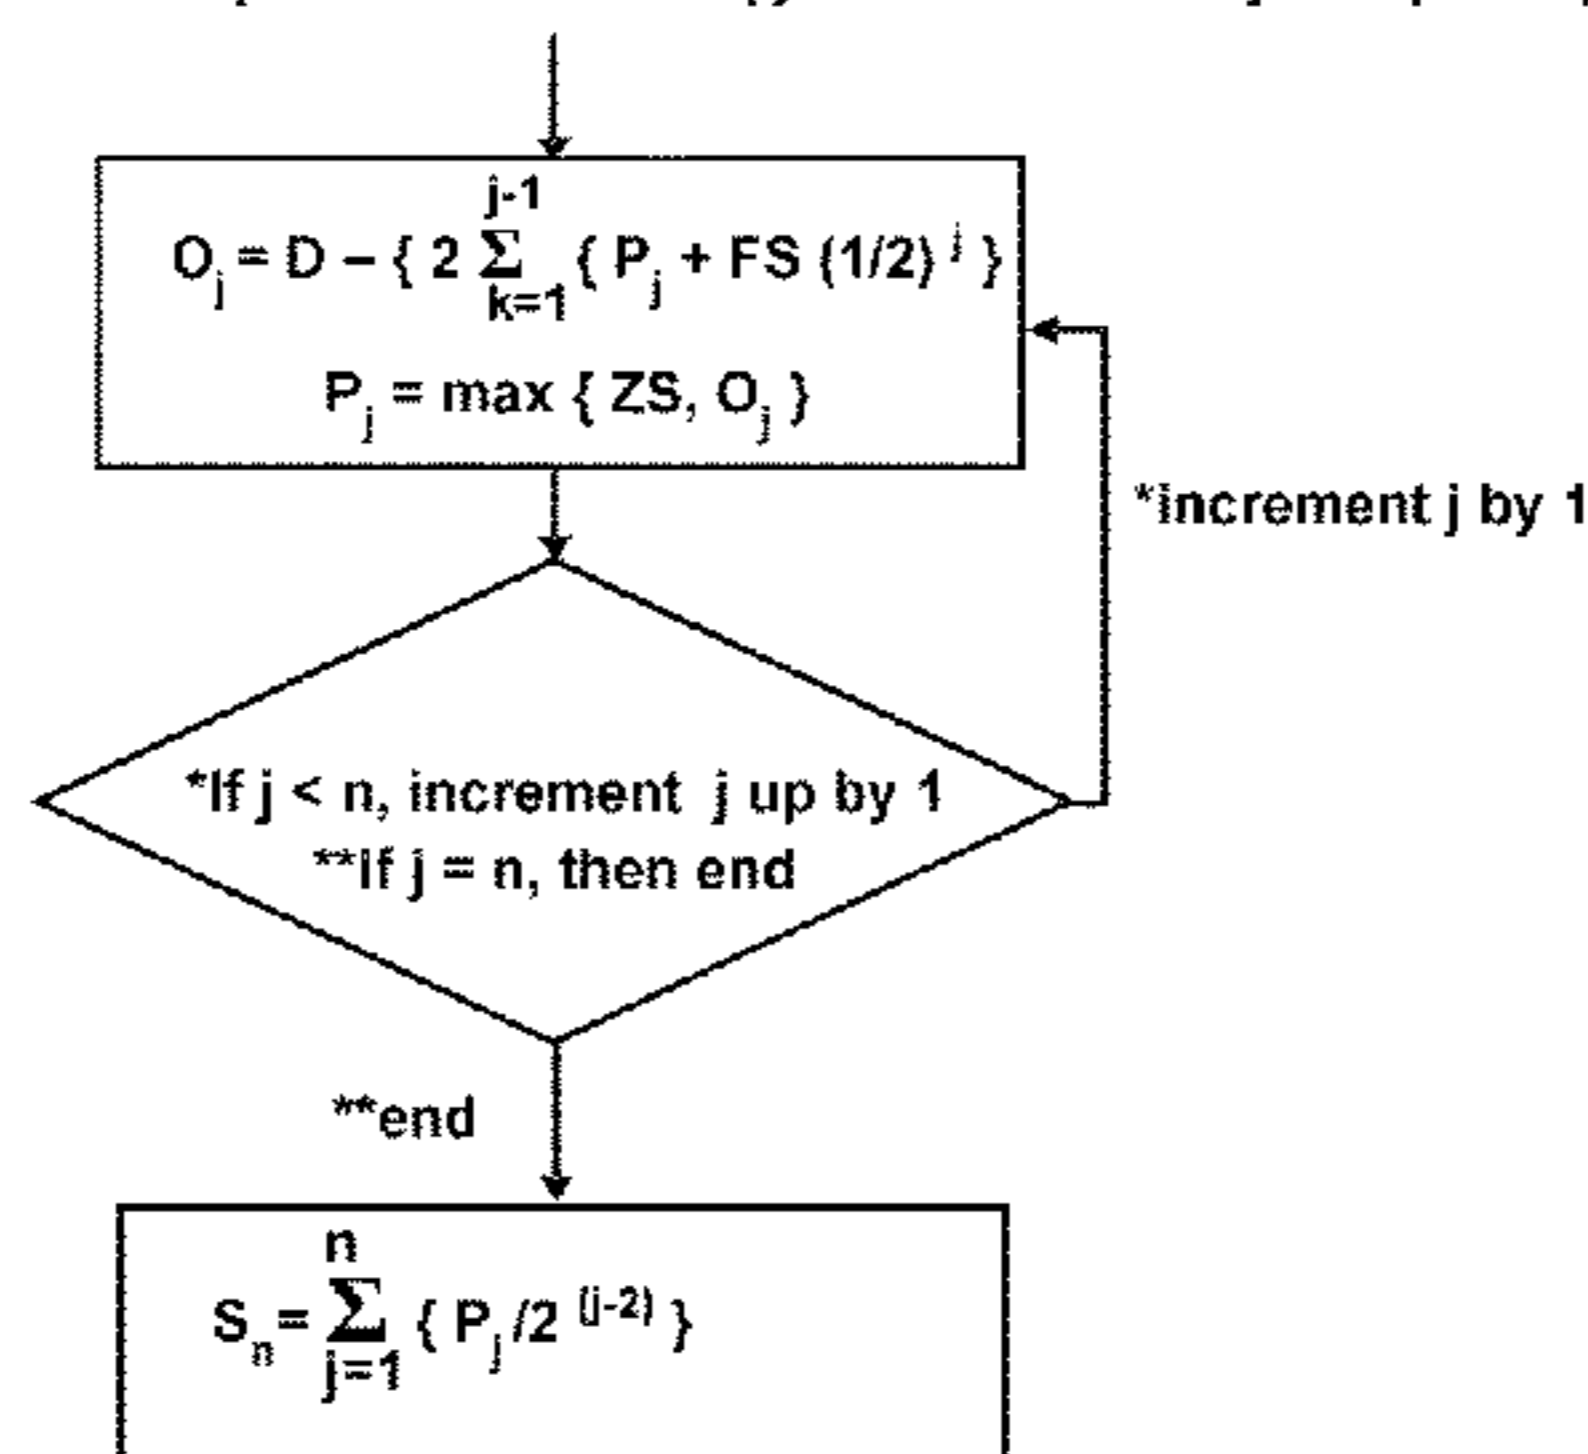 j-1
O_j = D – { 2 Σ { P_j + FS (1/2)^j }
k=1
P_j = max { ZS, O_j }
*increment j by 1
*If j < n, increment j up by 1
**If j = n, then end
**end
n
S_n = Σ { P_j /2^(j-2) }
j=1